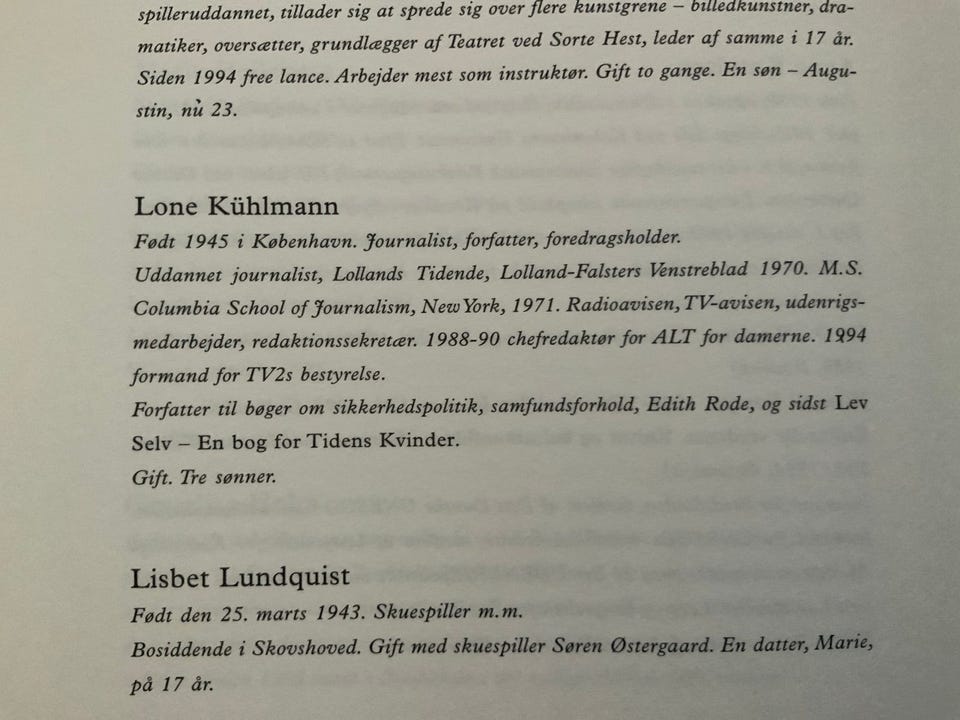 spilleruddannet, tillader sig at sprede sig over flere kunstgrene – billedkunstner, dra-
matiker, oversætter, grundlægger af Teatret ved Sorte Hest, leder af samme i 17 år.
Siden 1994 free lance. Arbejder mest som instruktør. Gift to gange. En søn – Augu-
stin, nù 23.
Lone Kühlmann
Født 1945 i København. Journalist, forfatter, foredragsholder.
Uddannet journalist, Lollands Tidende, Lolland-Falsters Venstreblad 1970. M.S.
Columbia School of Journalism, New York, 1971. Radioavisen, TV-avisen, udenrigs-
medarbejder, redaktionssekretær. 1988-90 chefredaktør for ALT for damerne. 1994
formand for TV2s bestyrelse.
Forfatter til bøger om sikkerhedspolitik, samfundsforhold, Edith Rode, og sidst Lev
Selv – En bog for Tidens Kvinder.
Gift. Tre sønner.
Lisbet Lundquist
Født den 25. marts 1943. Skuespiller m.m.
Bosiddende i Skovshoved. Gift med skuespiller Søren Østergaard. En datter, Marie,
på 17 år.